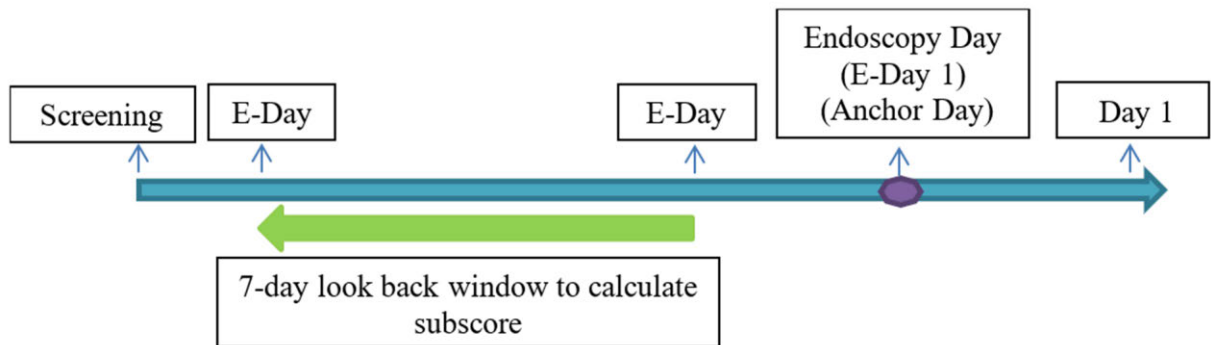 Screening
E-Day
E-Day
Endoscopy Day
(E-Day 1)
(Anchor Day)
Day 1
7-day look back window to calculate
subscore